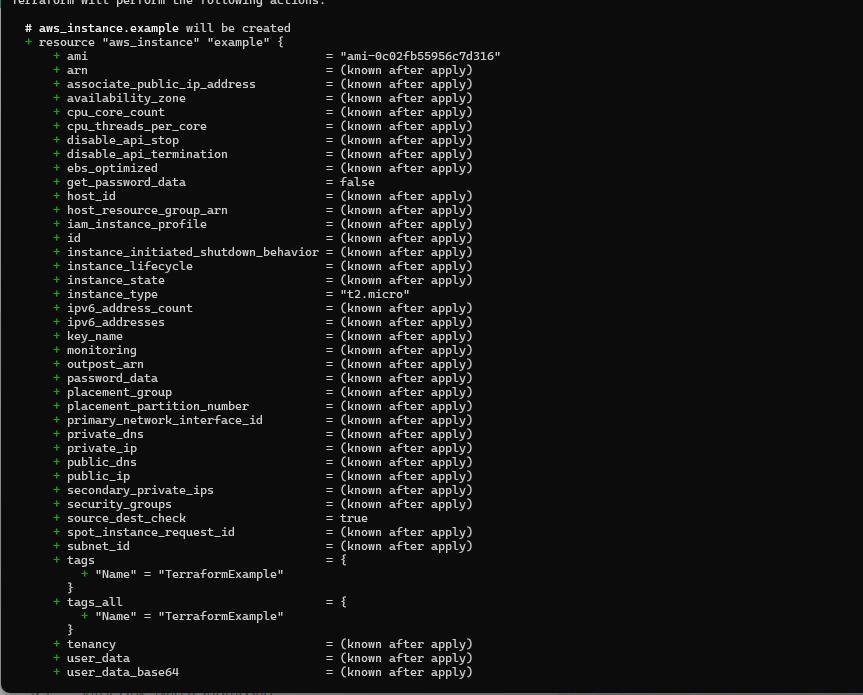 Terraform will perform the following actions:
# aws_instance.example will be created
+ resource "aws_instance" "example" {
+ ami = "ami-0c02fb55956c7d316"
+ arn = (known after apply)
+ associate_public_ip_address = (known after apply)
+ availability_zone = (known after apply)
+ cpu_core_count = (known after apply)
+ cpu_threads_per_core = (known after apply)
+ disable_api_stop = (known after apply)
+ disable_api_termination = (known after apply)
+ ebs_optimized = (known after apply)
+ get_password_data = false
+ host_id = (known after apply)
+ host_resource_group_arn = (known after apply)
+ iam_instance_profile = (known after apply)
+ id = (known after apply)
+ instance_initiated_shutdown_behavior = (known after apply)
+ instance_lifecycle = (known after apply)
+ instance_state = (known after apply)
+ instance_type = "t2.micro"
+ ipv6_address_count = (known after apply)
+ ipv6_addresses = (known after apply)
+ key_name = (known after apply)
+ monitoring = (known after apply)
+ outpost_arn = (known after apply)
+ password_data = (known after apply)
+ placement_group = (known after apply)
+ placement_partition_number = (known after apply)
+ primary_network_interface_id = (known after apply)
+ private_dns = (known after apply)
+ private_ip = (known after apply)
+ public_dns = (known after apply)
+ public_ip = (known after apply)
+ secondary_private_ips = (known after apply)
+ security_groups = (known after apply)
+ source_dest_check = true
+ spot_instance_request_id = (known after apply)
+ subnet_id = (known after apply)
+ tags = {
+ "Name" = "TerraformExample"
}
+ tags_all = {
+ "Name" = "TerraformExample"
}
+ tenancy = (known after apply)
+ user_data = (known after apply)
+ user_data_base64 = (known after apply)